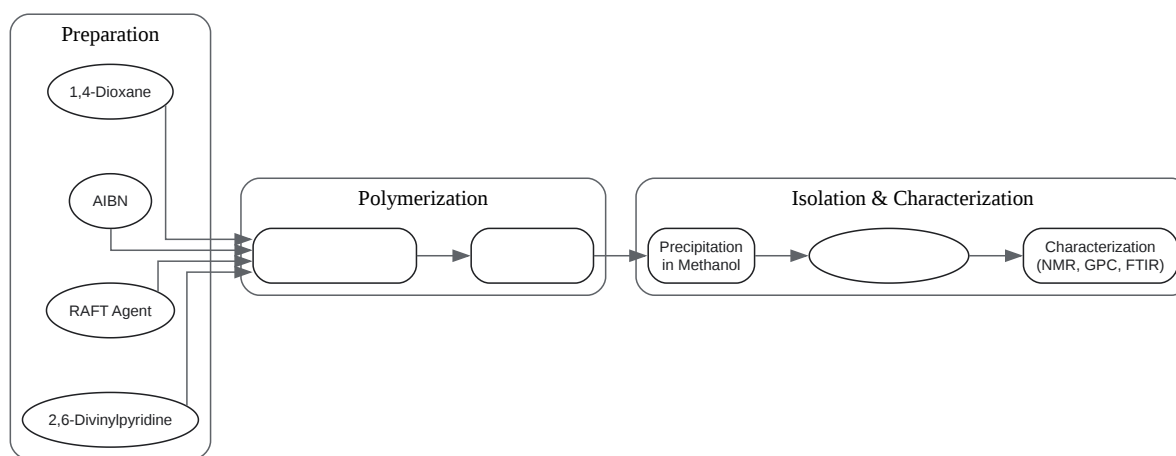 Preparation
1,4-Dioxane
AIBN
RAFT Agent
2,6-Divinylpyridine
Polymerization
Isolation & Characterization
Precipitation
in Methanol
Characterization
(NMR, GPC, FTIR)